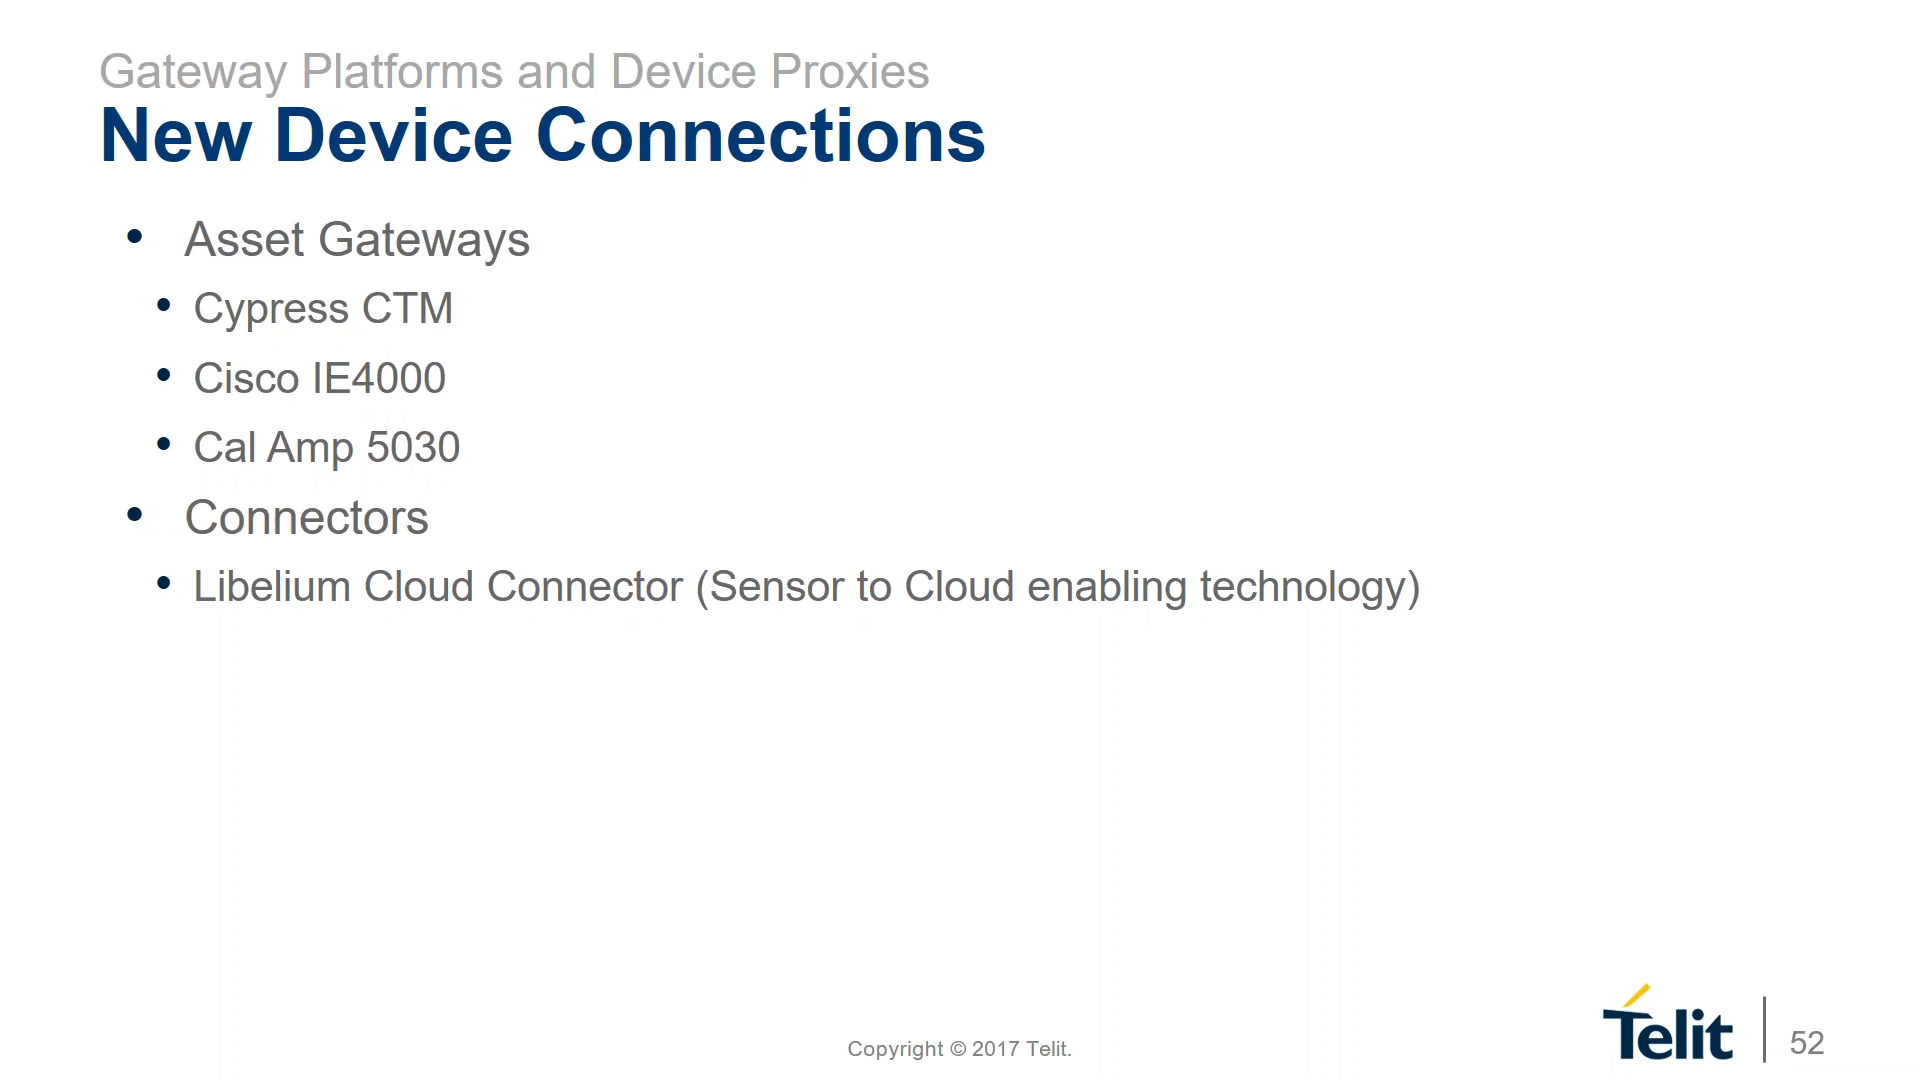 Gateway Platforms and Device Proxies
New Device Connections
• Asset Gateways
• Cypress CTM
• Cisco IE4000
• Cal Amp 5030
• Connectors
• Libelium Cloud Connector (Sensor to Cloud enabling technology)
Copyright © 2017 Telit.
Telit
52